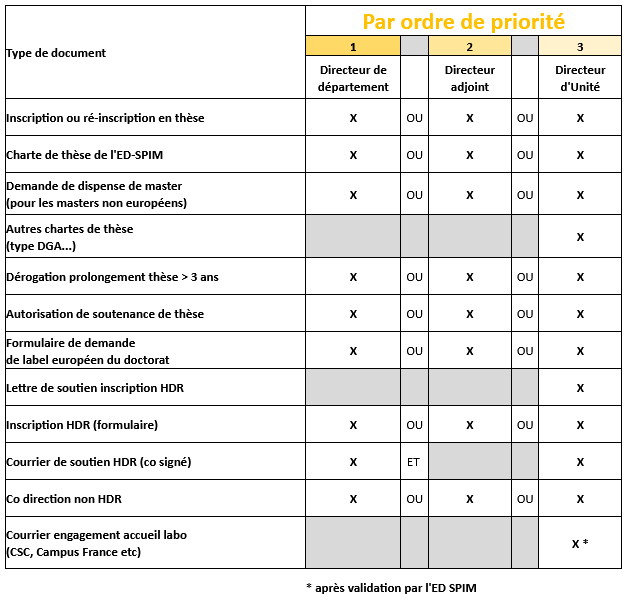 Par ordre de priorité
Type de document
1 2 3
Directeur de département Directeur adjoint Directeur d'Unité
Inscription ou ré-inscription en thèse X OU X OU X
Charte de thèse de l'ED-SPIM X OU X OU X
Demande de dispense de master
(pour les masters non européens) X OU X OU X
Autres chartes de thèse
(type DGA...) X
Dérogation prolongement thèse > 3 ans X OU X OU X
Autorisation de soutenance de thèse X OU X OU X
Formulaire de demande
de label européen du doctorat X OU X OU X
Lettre de soutien inscription HDR X
Inscription HDR (formulaire) X OU X OU X
Courrier de soutien HDR (co signé) X ET X
Co direction non HDR X OU X OU X
Courrier engagement accueil labo
(CSC, Campus France etc) X *
* après validation par l'ED SPIM